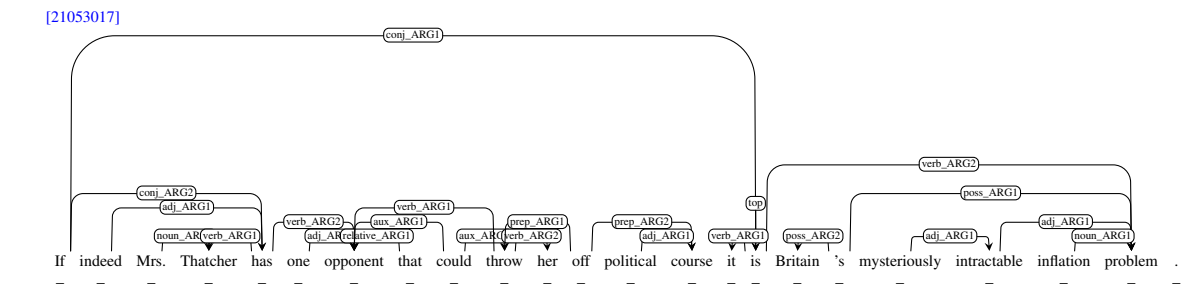 [21053017]
conj_ARG1
verb_ARG2
top
conj_ARG2 poss_ARG1
adj_ARG1 verb_ARG1
verb_ARG2 aux_ARG1 prep_ARG1 prep_ARG2 adj_ARG1
verb_ARG1 relative_ARG1 verb_ARG2 adj_ARG1 verb_ARG1 poss_ARG2 adj_ARG1 noun_ARG1
If indeed Mrs. Thatcher has one opponent that could throw her off political course it is Britain 's mysteriously intractable inflation problem .
_ _ _ _ _ _ _ _ _ _ _ _ _ _ _ _ _ _ _ _ _ _ _